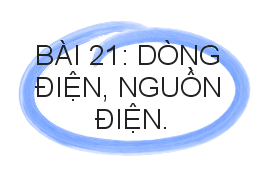 BÀI 21: DÒNG
ĐIỆN, NGUỒN
ĐIỆN.